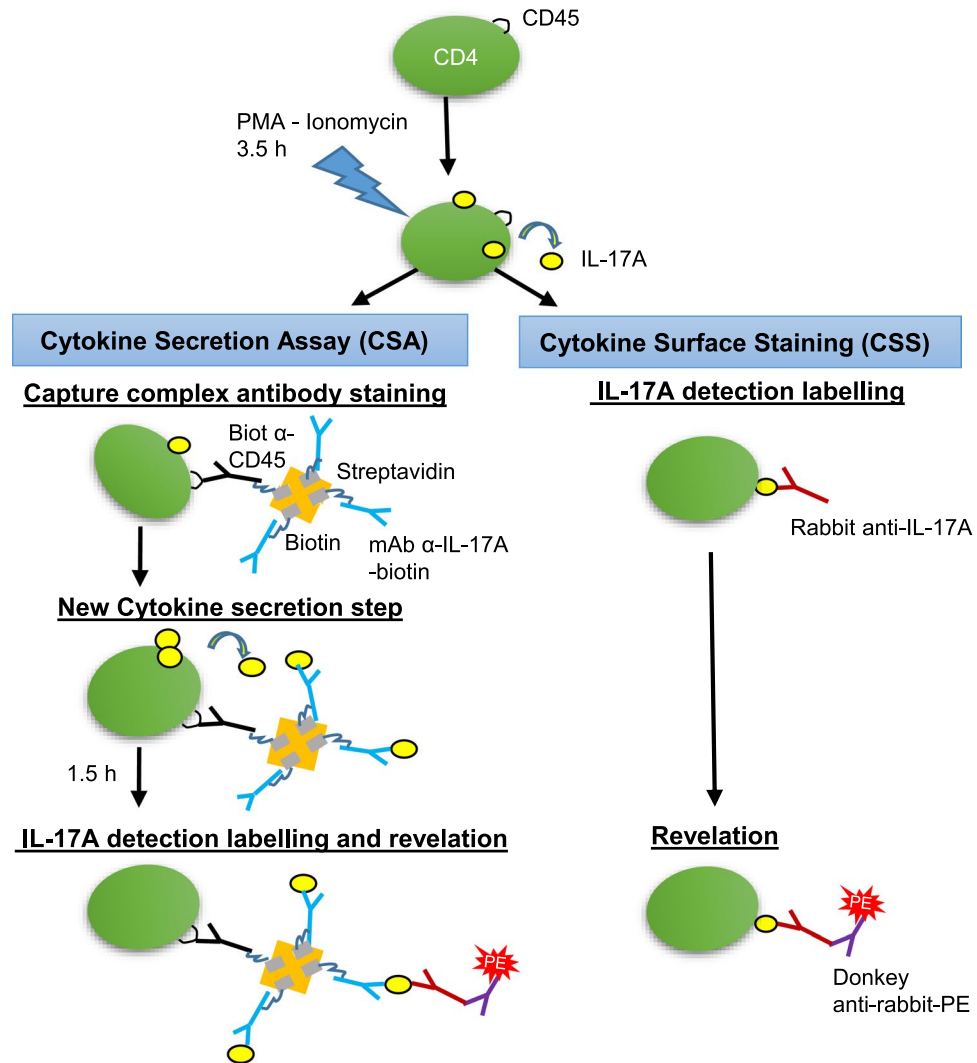 CD45
CD4
PMA - Ionomycin
3.5 h
IL-17A
Cytokine Secretion Assay (CSA)
Capture complex antibody staining
Biot α-
CD45
Streptavidin
Biotin
mAb α-IL-17A
-biotin
New Cytokine secretion step
1.5 h
IL-17A detection labelling and revelation
PE
Cytokine Surface Staining (CSS)
IL-17A detection labelling
Rabbit anti-IL-17A
Revelation
PE
Donkey
anti-rabbit-PE